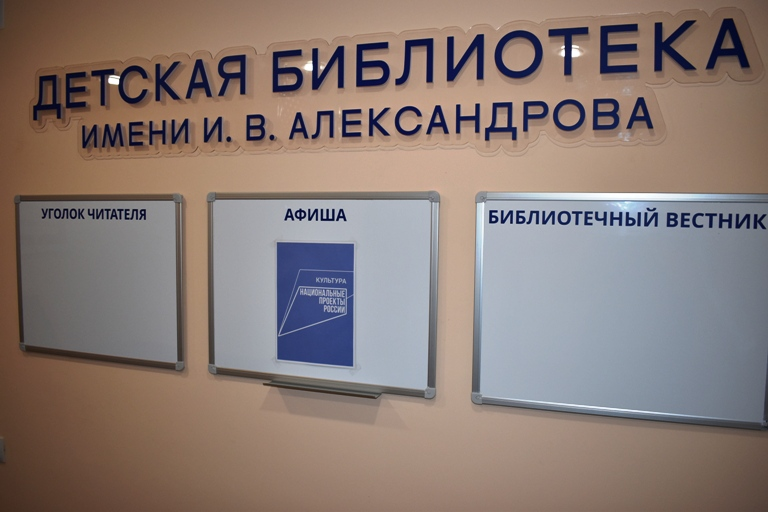 ДЕТСКАЯ БИБЛИОТЕКА
ИМЕНИ И. В. АЛЕКСАНДРОВА
УГОЛОК ЧИТАТЕЛЯ
АФИША
КУЛЬТУРА
НАЦИОНАЛЬНЫЕ
ПРОЕКТЫ
РОССИИ
БИБЛИОТЕЧНЫЙ ВЕСТНИК